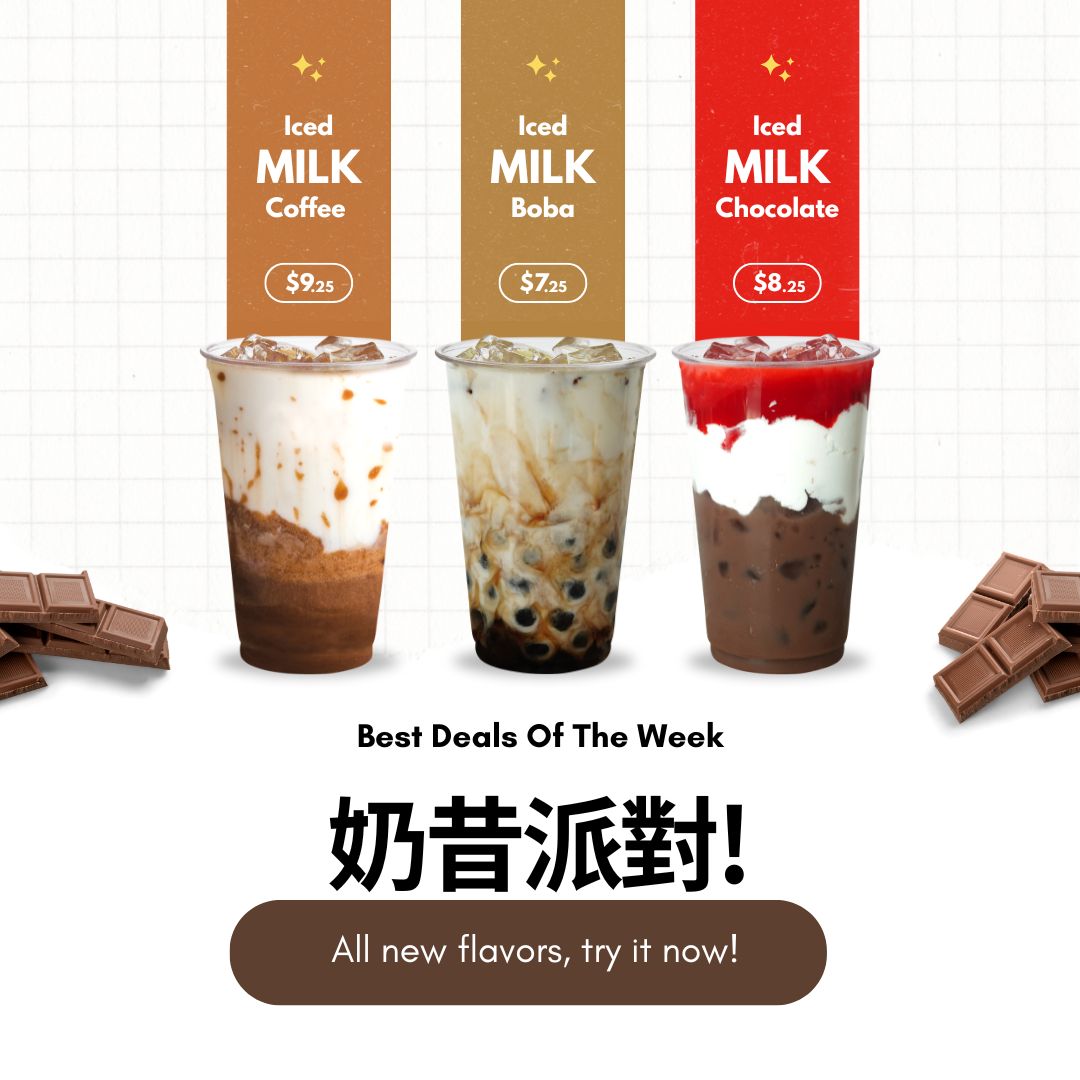 Iced
MILK
Coffee
$9.25
Iced
MILK
Boba
$7.25
Iced
MILK
Chocolate
$8.25
Best Deals Of The Week
奶昔派對!
All new flavors, try it now!